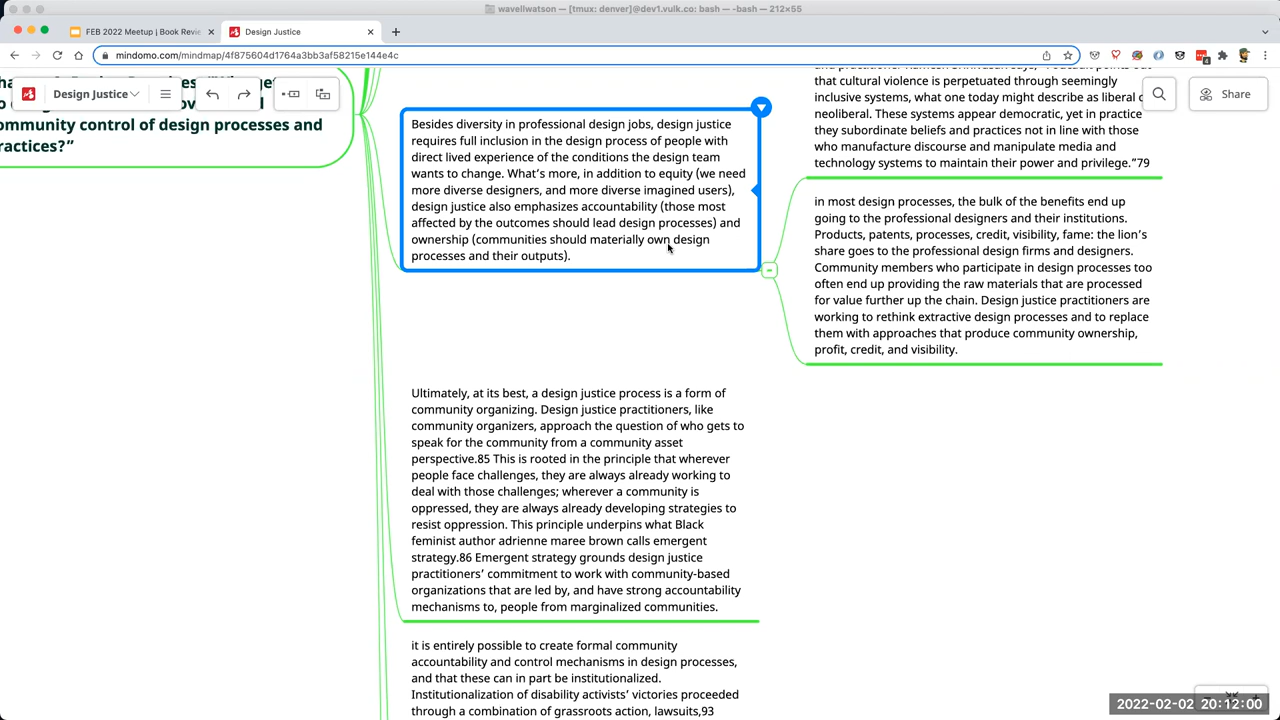 wavellwatson — [tmux: denver]@dev1.vulk.co: bash — -bash — 212×55
FEB 2022 Meetup | Book Revie
Design Justice
mindomo.com/mindmap/4f875604d1764a3bb3af58215e144e4c
Design Justice
Share
ommunity control of design processes and
ractices?”
Besides diversity in professional design jobs, design justice
requires full inclusion in the design process of people with
direct lived experience of the conditions the design team
wants to change. What’s more, in addition to equity (we need
more diverse designers, and more diverse imagined users),
design justice also emphasizes accountability (those most
affected by the outcomes should lead design processes) and
ownership (communities should materially own design
processes and their outputs).
that cultural violence is perpetuated through seemingly
inclusive systems, what one today might describe as liberal o
neoliberal. These systems appear democratic, yet in practice
they subordinate beliefs and practices not in line with those
who manufacture discourse and manipulate media and
technology systems to maintain their power and privilege.”79
in most design processes, the bulk of the benefits end up
going to the professional designers and their institutions.
Products, patents, processes, credit, visibility, fame: the lion’s
share goes to the professional design firms and designers.
Community members who participate in design processes too
often end up providing the raw materials that are processed
for value further up the chain. Design justice practitioners are
working to rethink extractive design processes and to replace
them with approaches that produce community ownership,
profit, credit, and visibility.
Ultimately, at its best, a design justice process is a form of
community organizing. Design justice practitioners, like
community organizers, approach the question of who gets to
speak for the community from a community asset
perspective.85 This is rooted in the principle that wherever
people face challenges, they are always already working to
deal with those challenges; wherever a community is
oppressed, they are always already developing strategies to
resist oppression. This principle underpins what Black
feminist author adrienne maree brown calls emergent
strategy.86 Emergent strategy grounds design justice
practitioners’ commitment to work with community-based
organizations that are led by, and have strong accountability
mechanisms to, people from marginalized communities.
it is entirely possible to create formal community
accountability and control mechanisms in design processes,
and that these can in part be institutionalized.
Institutionalization of disability activists’ victories proceeded
through a combination of grassroots action, lawsuits,93
2022-02-02 20:12:00